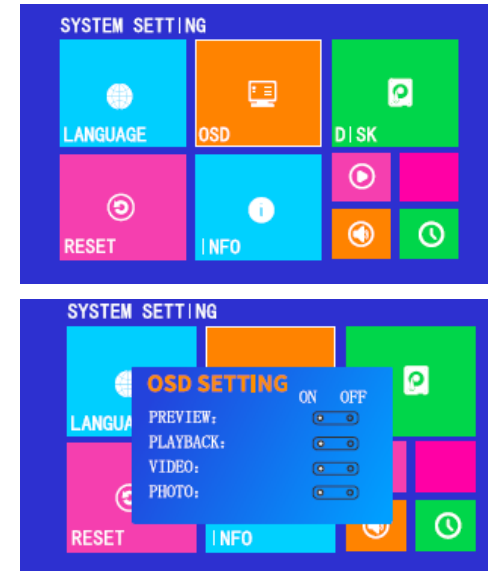 SYSTEM SETTING
LANGUAGE OSD DISK
RESET INFO
SYSTEM SETTING
OSD SETTING
ON OFF
LANGUA
PREVIEW:
PLAYBACK:
VIDEO:
PHOTO:
RESET INFO